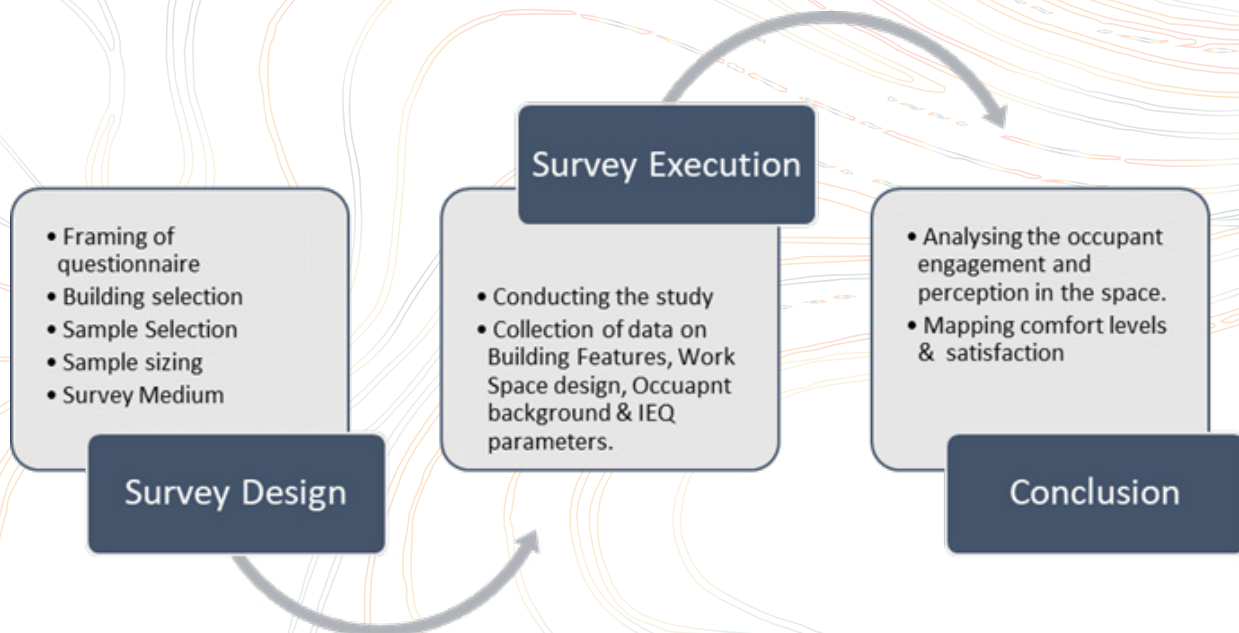 • Framing of
questionnaire
• Building selection
• Sample Selection
• Sample sizing
• Survey Medium
Survey Design
Survey Execution
• Conducting the study
• Collection of data on
Building Features, Work
Space design, Occuapnt
background & IEQ
parameters.
• Analysing the occupant
engagement and
perception in the space.
• Mapping comfort levels
& satisfaction
Conclusion